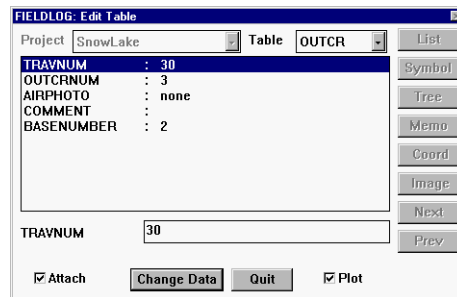 FIELDLOG: Edit Table
Project SnowLake Table OUTCR List
TRAVNUM : 30 Symbol
OUTCRNUM : 3
AIRPHOTO : none Tree
COMMENT :
BASENUMBER : 2 Memo
Coord
Image
Next
TRAVNUM 30 Prev
Attach Change Data Quit Plot